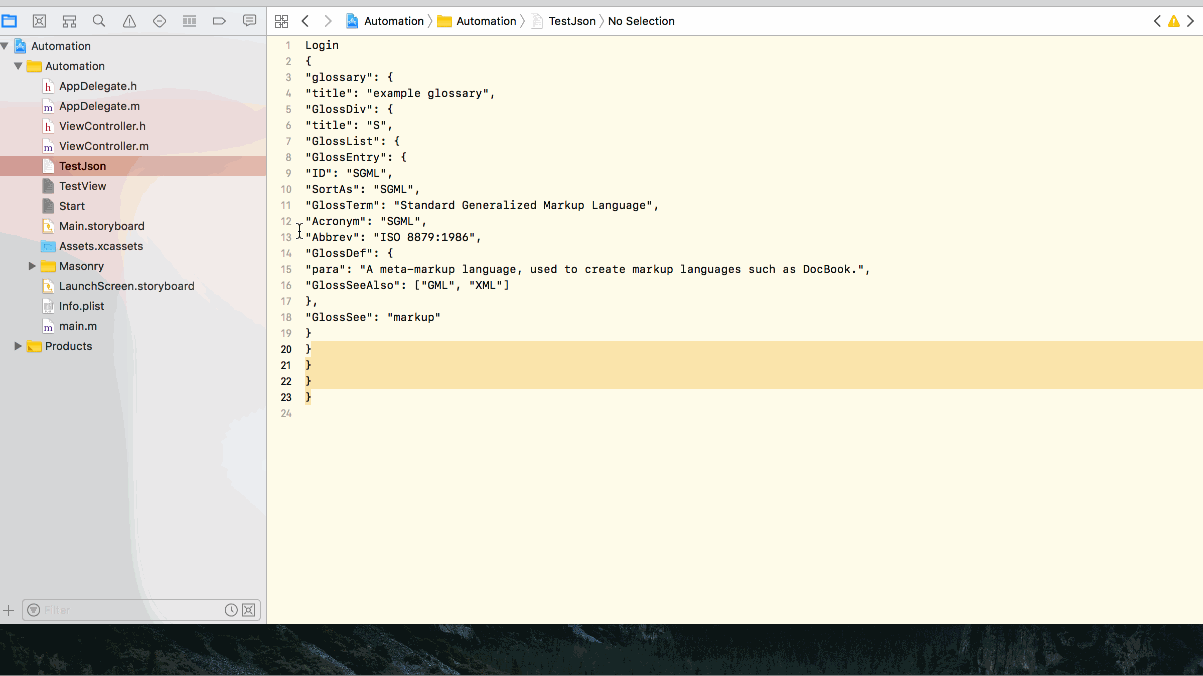 Automation
Automation
TestJson
No Selection
Automation
Automation
AppDelegate.h
AppDelegate.m
ViewController.h
ViewController.m
TestJson
TestView
Start
Main.storyboard
Assets.xcassets
Masonry
LaunchScreen.storyboard
Info.plist
main.m
Products
Filter
1 Login
2 {
3 "glossary": {
4 "title": "example glossary",
5 "GlossDiv": {
6 "title": "S",
7 "GlossList": {
8 "GlossEntry": {
9 "ID": "SGML",
10 "SortAs": "SGML",
11 "GlossTerm": "Standard Generalized Markup Language",
12 "Acronym": "SGML",
13 "Abbrev": "ISO 8879:1986",
14 "GlossDef": {
15 "para": "A meta-markup language, used to create markup languages such as DocBook.",
16 "GlossSeeAlso": ["GML", "XML"]
17 },
18 "GlossSee": "markup"
19 }
20 }
21 }
22 }
23 }
24